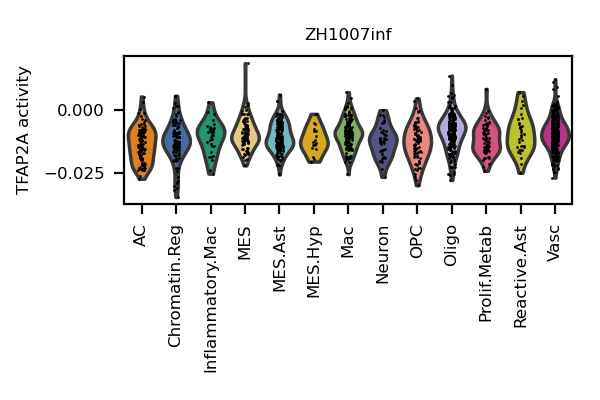 ZH1007inf
TFAP2A activity
0.000
−0.025
AC
Chromatin.Reg
Inflammatory.Mac
MES
MES.Ast
MES.Hyp
Mac
Neuron
OPC
Oligo
Prolif.Metab
Reactive.Ast
Vasc